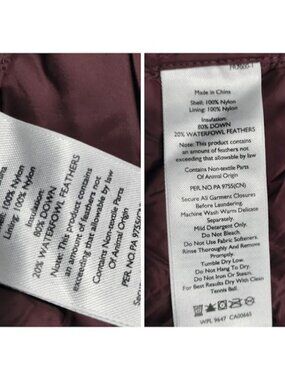 Lining: 100% Nylon
Insulation:
80% DOWN
20% WATERFOWL FEATHERS
Note: This product contains
an amount of feathers not
exceeding that allowable by law
Contains Non-textile Parts
Of Animal Origin
PER. NO. PA 9755(CN)
Made in China
Shell: 100% Nylon
Lining: 100% Nylon
Insulation:
80% DOWN
20% WATERFOWL FEATHERS
Note: This product contains
an amount of feathers not
exceeding that allowable by law
Contains Non-textile Parts
Of Animal Origin
PER. NO. PA 9755(CN)
Secure All Garment Closures
Before Laundering.
Machine Wash Warm Delicate
Separately.
Mild Detergent Only.
Do Not Bleach.
Do Not Use Fabric Softeners.
Rinse Thoroughly And Remove
Promptly.
Tumble Dry Low.
Do Not Hang To Dry.
Do Not Iron Or Steam.
For Best Results Dry With Clean
Tennis Ball.
WPL 9647 CA00665